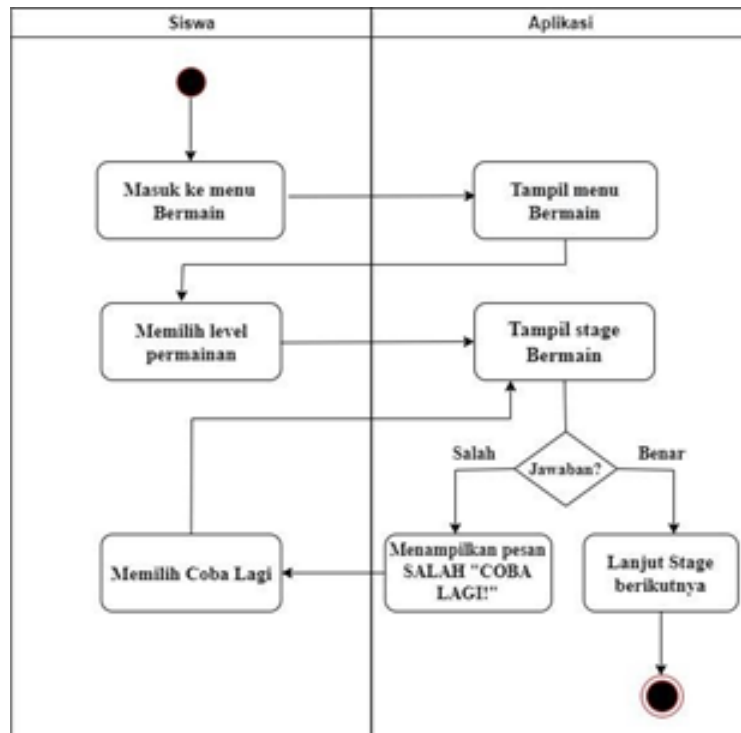 Siswa
Aplikasi
Masuk ke menu
Bermain
Tampil menu
Bermain
Memilih level
permainan
Tampil stage
Bermain
Salah
Jawaban?
Benar
Memilih Coba Lagi
Menampilkan pesan
SALAH "COBA
LAGI!"
Lanjut Stage
berikutnya